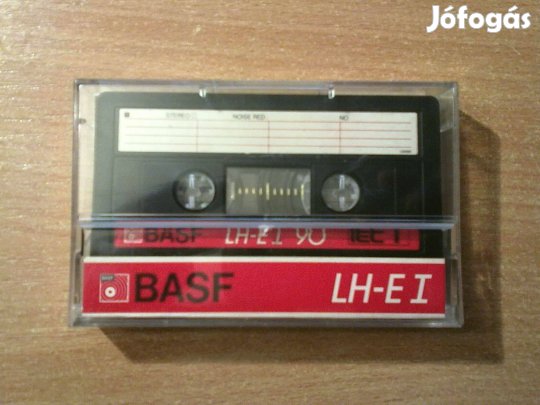 Jófogás
STEREO NOISE RED NO
BASF LH-E I 90 IEC I
BASF LH-E I